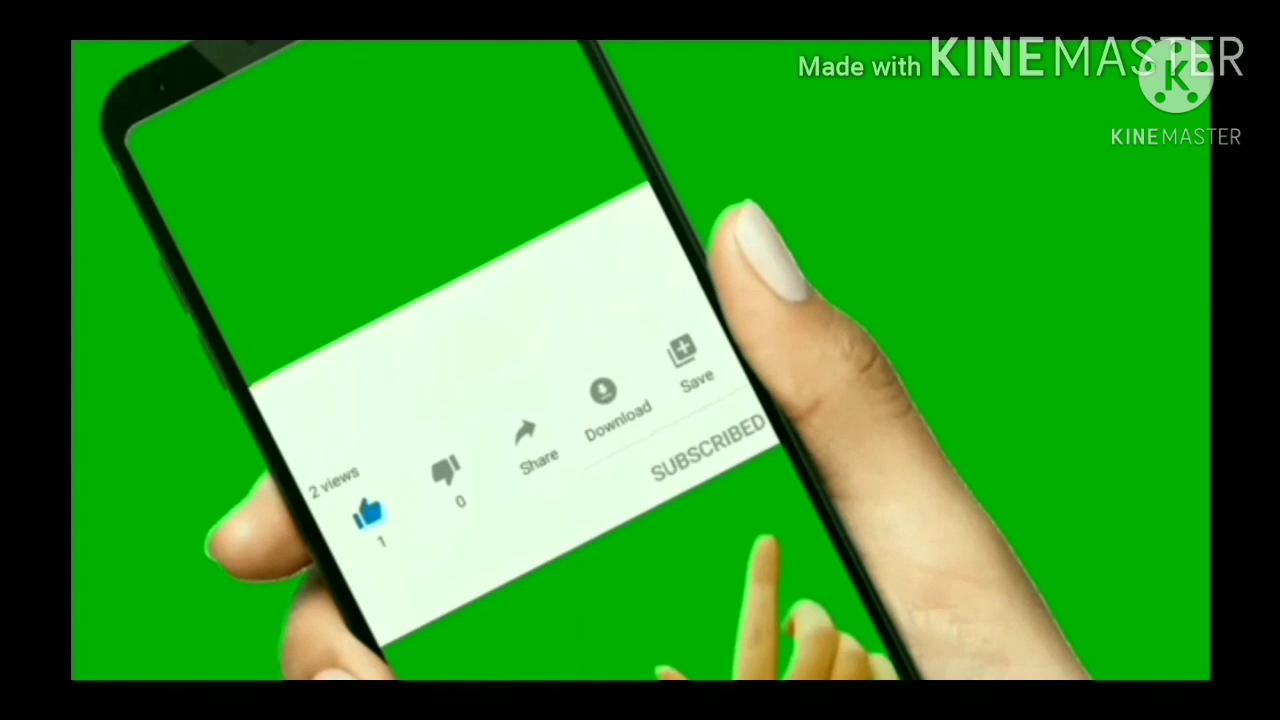 Made with KINEMASTER
K
KINEMASTER
2 views
1
0
Share
Download
Save
SUBSCRIBED